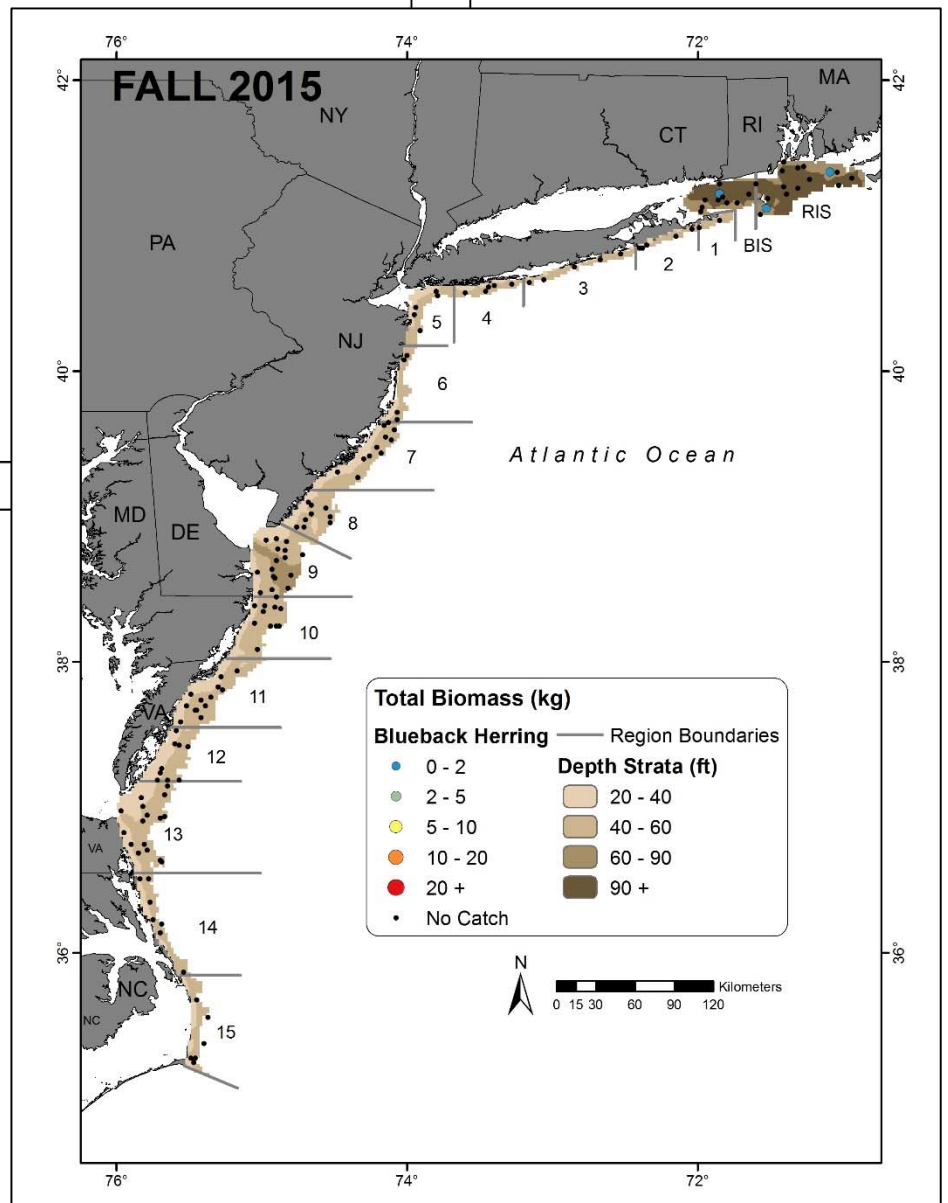 76°
74°
72°
FALL 2015
42°
42°
NY
MA
CT
RI
RIS
BIS
PA
1
2
3
4
5
NJ
40°
40°
6
Atlantic Ocean
7
MD
DE
8
9
10
38°
38°
11
VA
12
13
VA
14
36°
36°
NC
NC
15
Total Biomass (kg)
Blueback Herring
Region Boundaries
0 - 2
Depth Strata (ft)
2 - 5
20 - 40
5 - 10
40 - 60
10 - 20
60 - 90
20 +
90 +
No Catch
N
Kilometers
0 15 30 60 90 120
76°
74°
72°